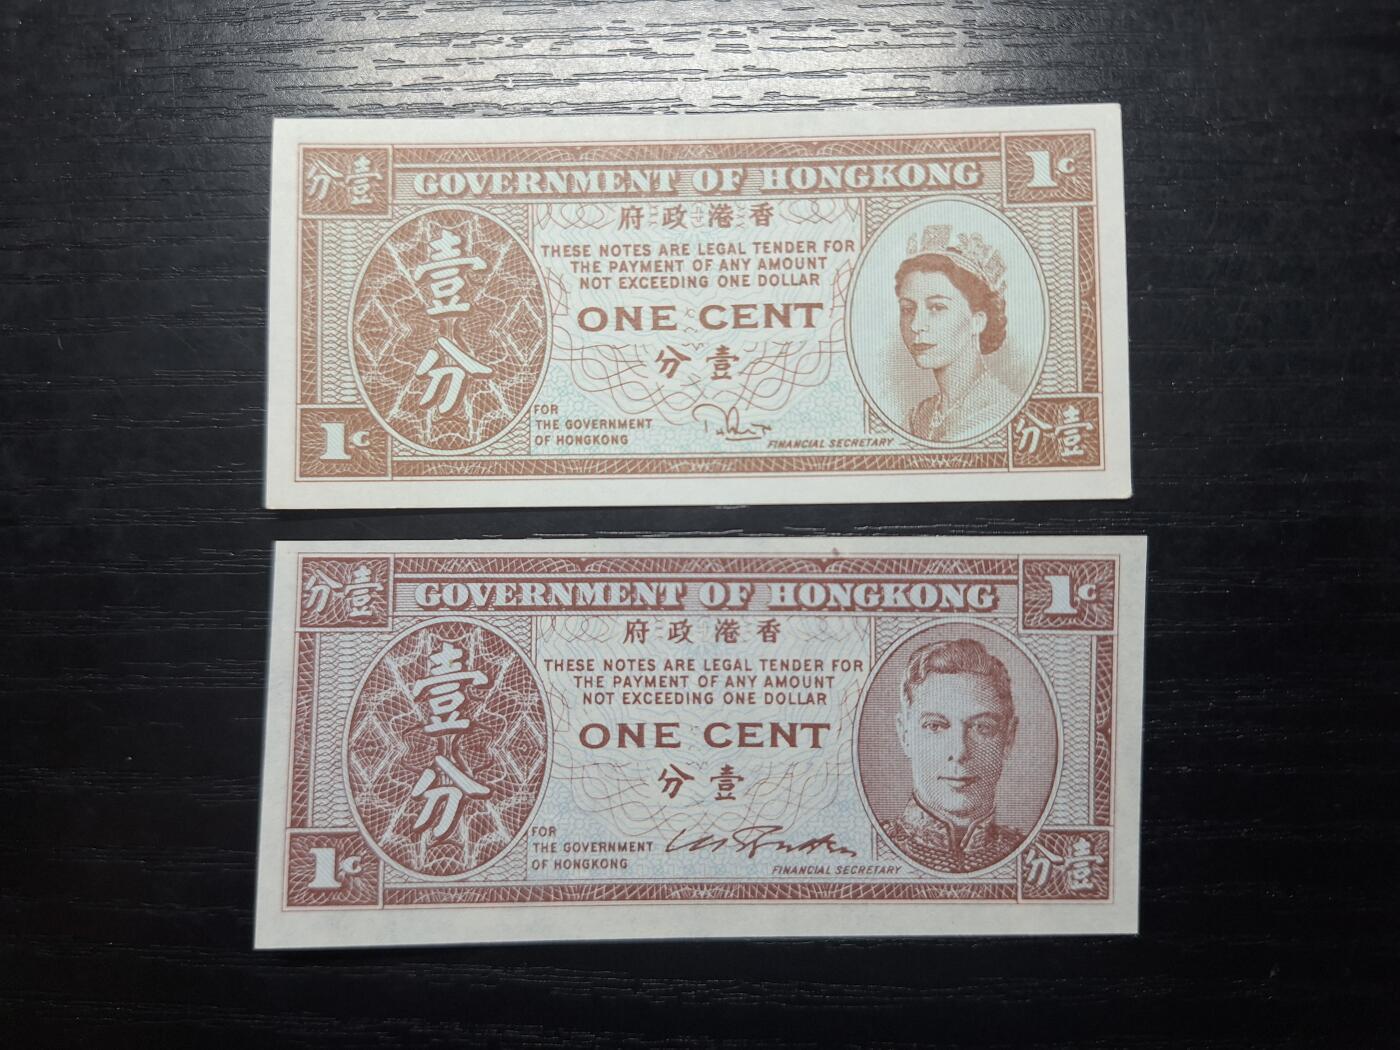 分壹
GOVERNMENT OF HONGKONG
1c
府政港香
THESE NOTES ARE LEGAL TENDER FOR
THE PAYMENT OF ANY AMOUNT
NOT EXCEEDING ONE DOLLAR
壹
分
ONE CENT
分壹
FOR
THE GOVERNMENT
OF HONGKONG
FINANCIAL SECRETARY
1c
分壹
分壹
GOVERNMENT OF HONGKONG
1c
府政港香
THESE NOTES ARE LEGAL TENDER FOR
THE PAYMENT OF ANY AMOUNT
NOT EXCEEDING ONE DOLLAR
壹
分
ONE CENT
分壹
FOR
THE GOVERNMENT
OF HONGKONG
FINANCIAL SECRETARY
1c
分壹